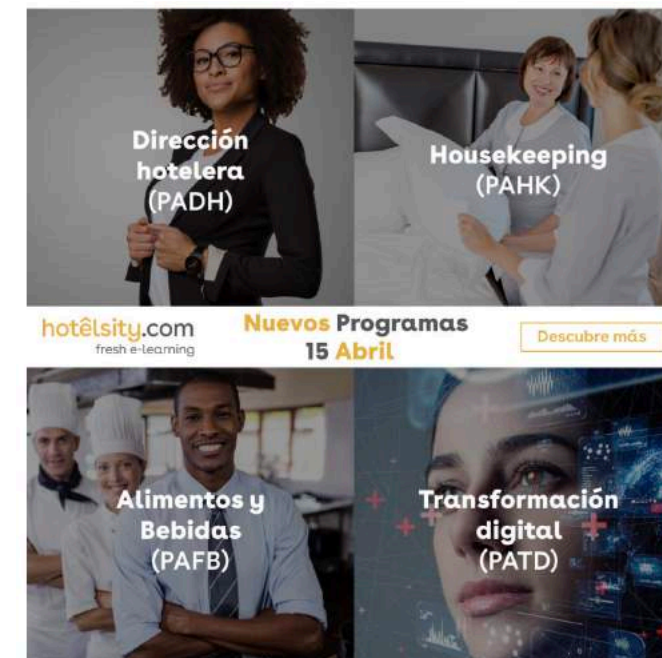 Dirección
hotelera
(PADH)
Housekeeping
(PAHK)
hotêlsity.com
fresh e-learning
Nuevos Programas
15 Abril
Descubre más
Alimentos y
Bebidas
(PAFB)
Transformación
digital
(PATD)